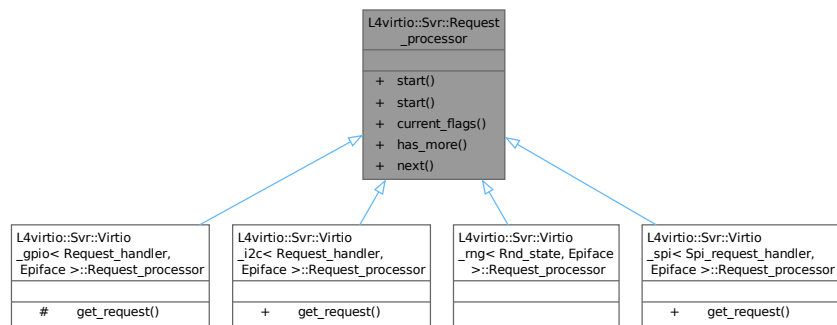 L4virtio::Svr::Request
_processor
+ start()
+ start()
+ current_flags()
+ has_more()
+ next()
L4virtio::Svr::Virtio
_gpio< Request_handler,
Epiface >::Request_processor
# get_request()
L4virtio::Svr::Virtio
_i2c< Request_handler,
Epiface >::Request_processor
+ get_request()
L4virtio::Svr::Virtio
_rng< Rnd_state, Epiface
>::Request_processor
L4virtio::Svr::Virtio
_spi< Spi_request_handler,
Epiface >::Request_processor
+ get_request()